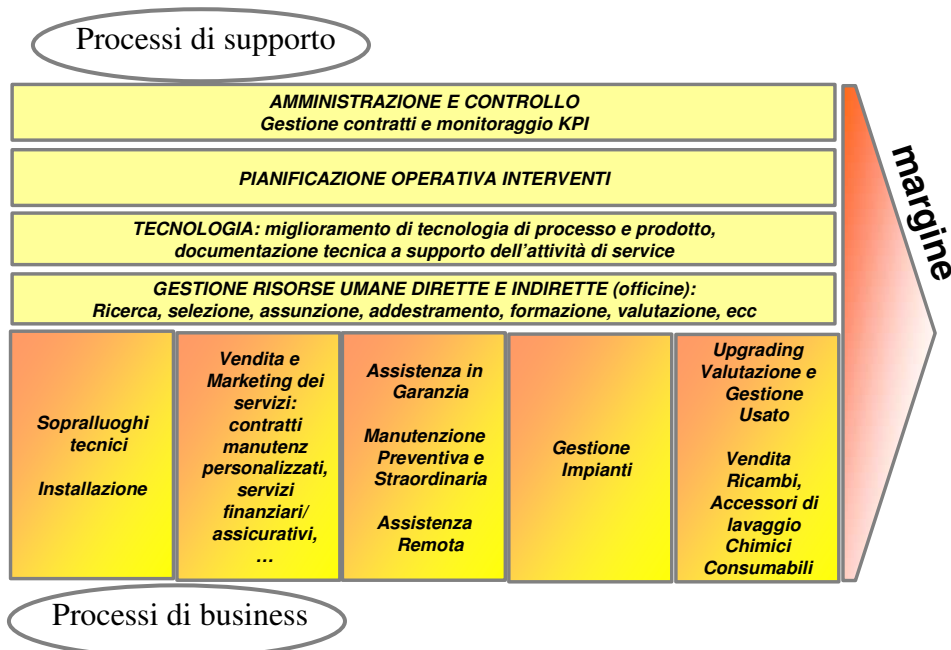 Processi di supporto
AMMINISTRAZIONE E CONTROLLO
Gestione contratti e monitoraggio KPI
PIANIFICAZIONE OPERATIVA INTERVENTI
TECNOLOGIA: miglioramento di tecnologia di processo e prodotto,
documentazione tecnica a supporto dell'attività di service
GESTIONE RISORSE UMANE DIRETTE E INDIRETTE (officine):
Ricerca, selezione, assunzione, addestramento, formazione, valutazione, ecc
Sopralluoghi
tecnici
Installazione
Vendita e
Marketing dei
servizi:
contratti
manutenz
personalizzati,
servizi
finanziari/
assicurativi,
…
Assistenza in
Garanzia
Manutenzione
Preventiva e
Straordinaria
Assistenza
Remota
Gestione
Impianti
Upgrading
Valutazione e
Gestione
Usato
Vendita
Ricambi,
Accessori di
lavaggio
Chimici
Consumabili
margine
Processi di business